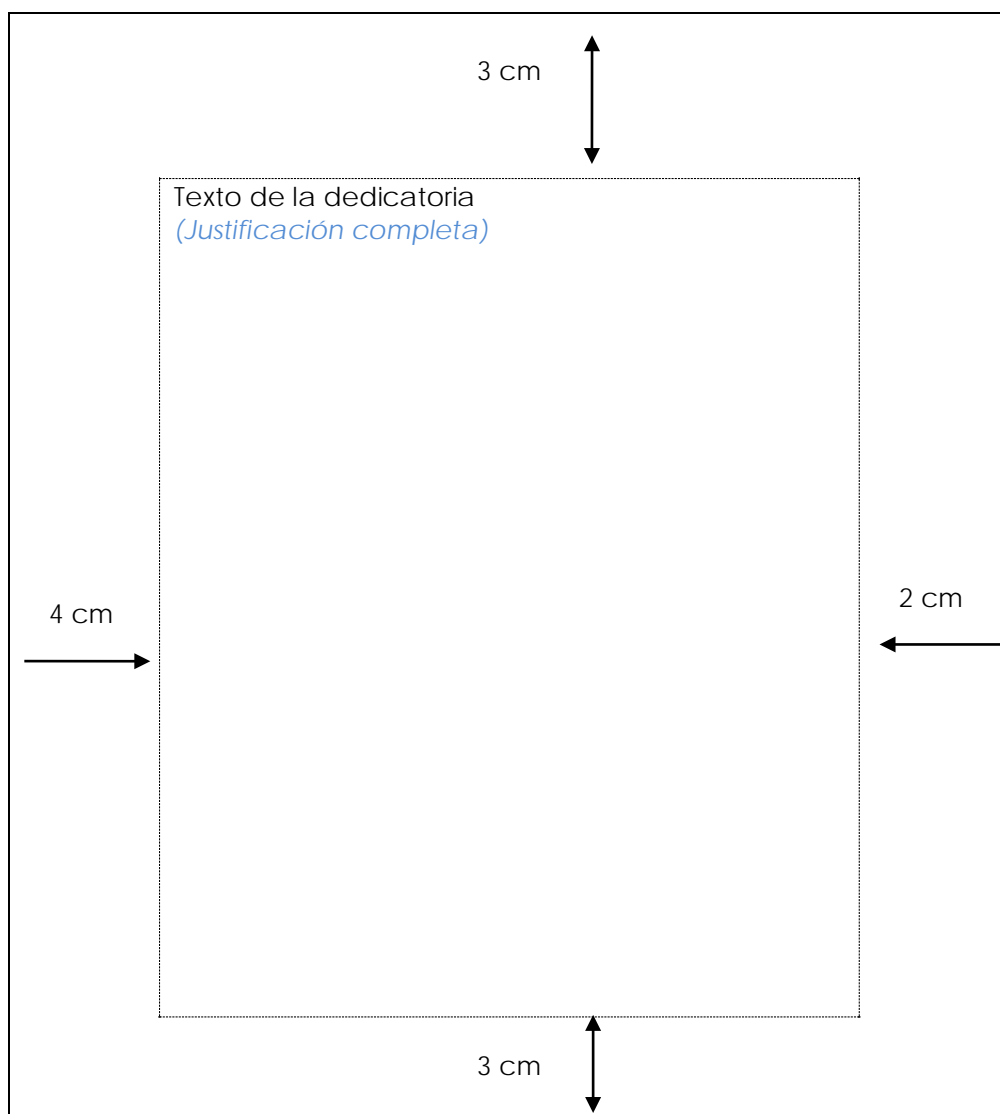 3 cm
Texto de la dedicatoria
(Justificación completa)
4 cm
2 cm
3 cm